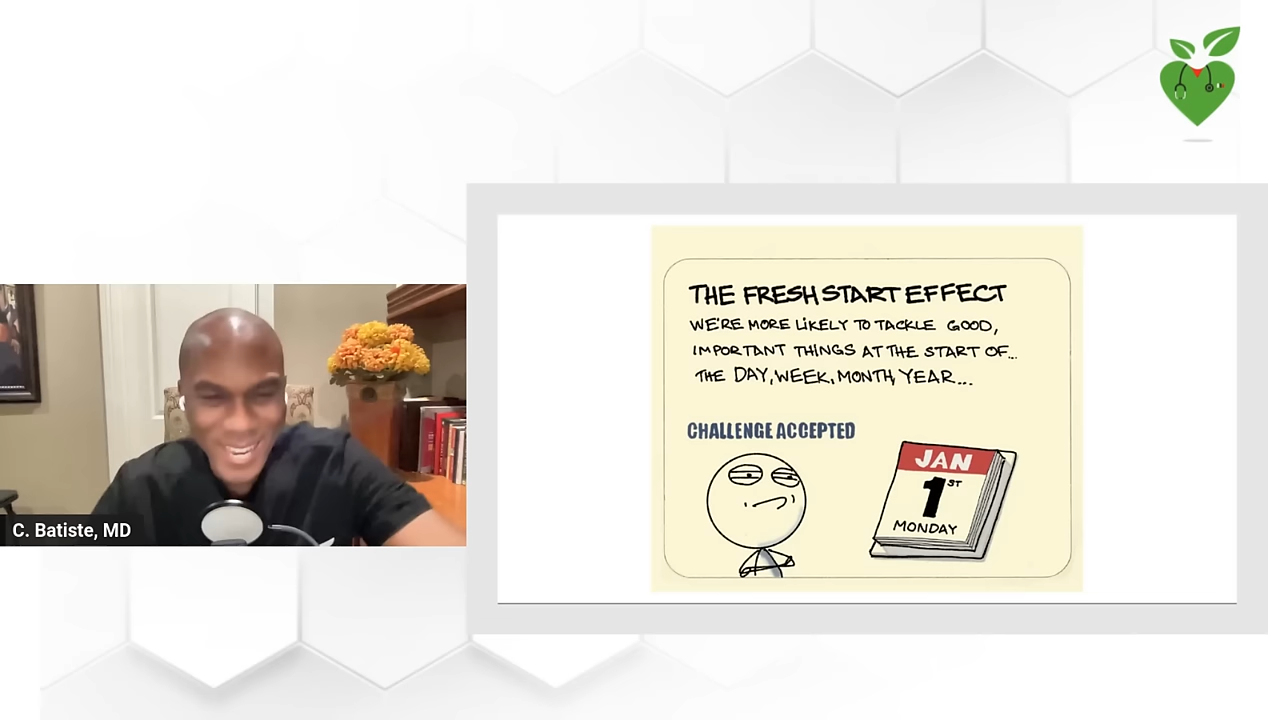 C. Batiste, MD
THE FRESH START EFFECT
WE'RE MORE LIKELY TO TACKLE GOOD,
IMPORTANT THINGS AT THE START OF...
THE DAY, WEEK, MONTH, YEAR...
CHALLENGE ACCEPTED
JAN
1ST
MONDAY